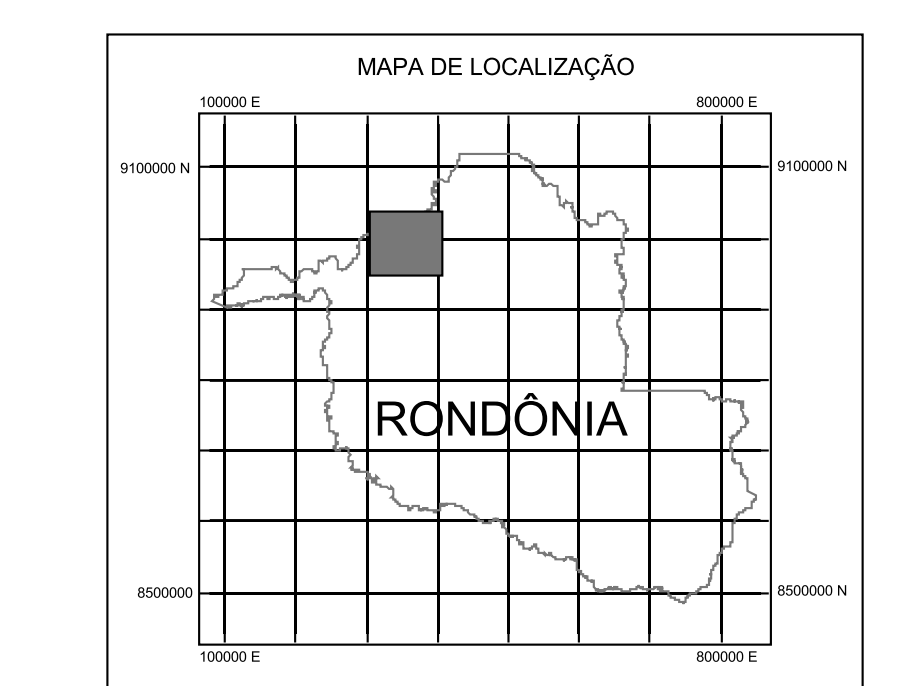 MAPA DE LOCALIZAÇÃO
100000 E
800000 E
9100000 N
9100000 N
RONDÔNIA
8500000
8500000 N
100000 E
800000 E